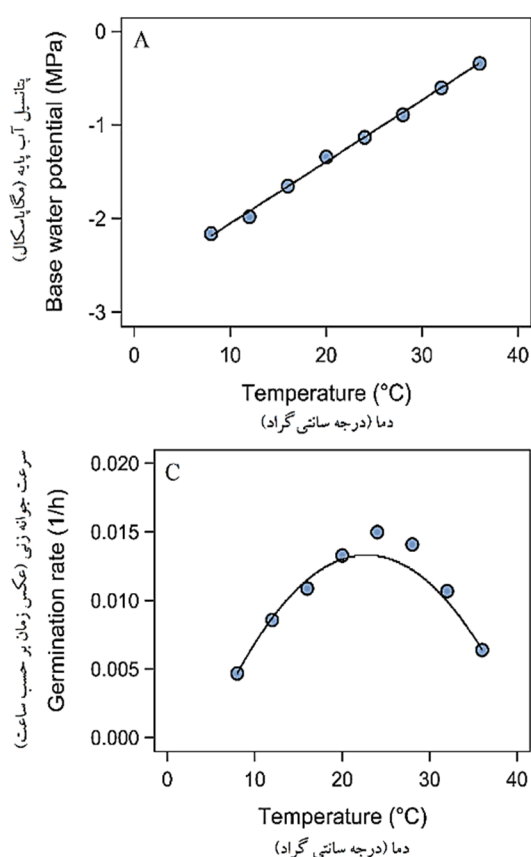 A
0
-1
-2
-3
پتانسیل آب پایه (مگاپاسکال)
Base water potential (MPa)
0 10 20 30 40
Temperature (°C)
دما (درجه سانتی گراد)
C
0.020
0.015
0.010
0.005
0.000
سرعت جوانه زنی (عکس زمان بر حسب ساعت)
Germination rate (1/h)
0 10 20 30 40
Temperature (°C)
دما (درجه سانتی گراد)